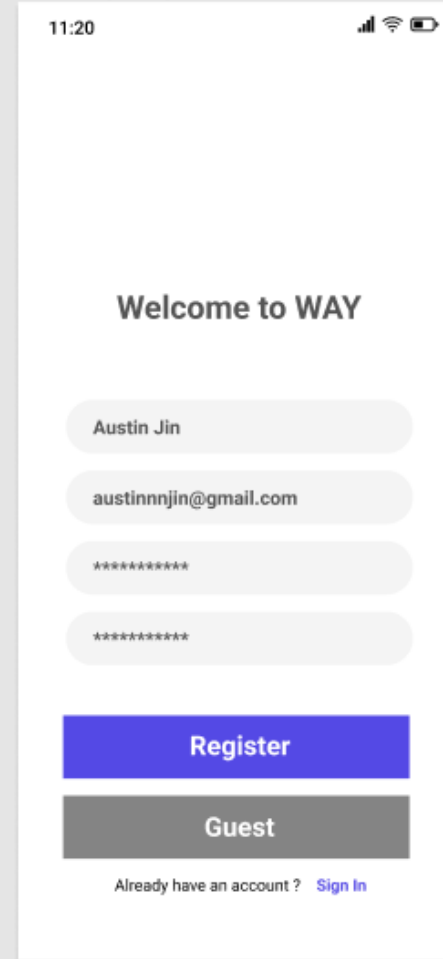 11:20
Welcome to WAY
Austin Jin
austinnnjin@gmail.com
***********
***********
Register
Guest
Already have an account ? Sign In